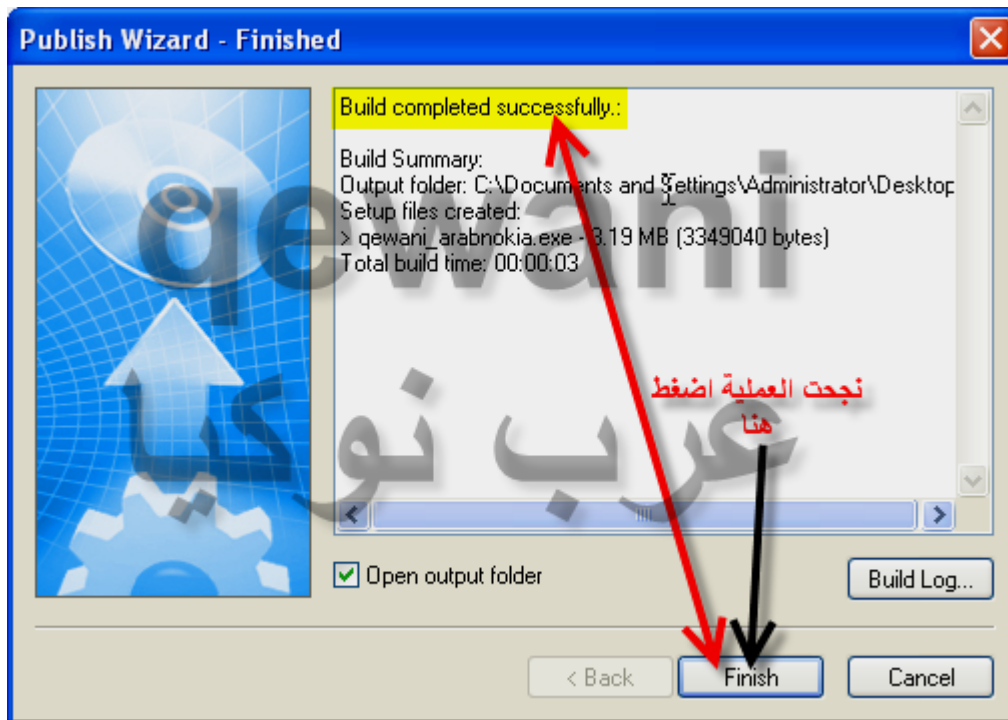 Publish Wizard - Finished
Build completed successfully.:
Build Summary:
Output folder: C:\Documents and Settings\Administrator\Desktop
Setup files created:
> qewani_arabnokia.exe - 3.19 MB (3349040 bytes)
Total build time: 00:00:03
qewani
نجحت العملية اضغط
هنا
عرب نوكيا
Open output folder
Build Log...
< Back
Finish
Cancel